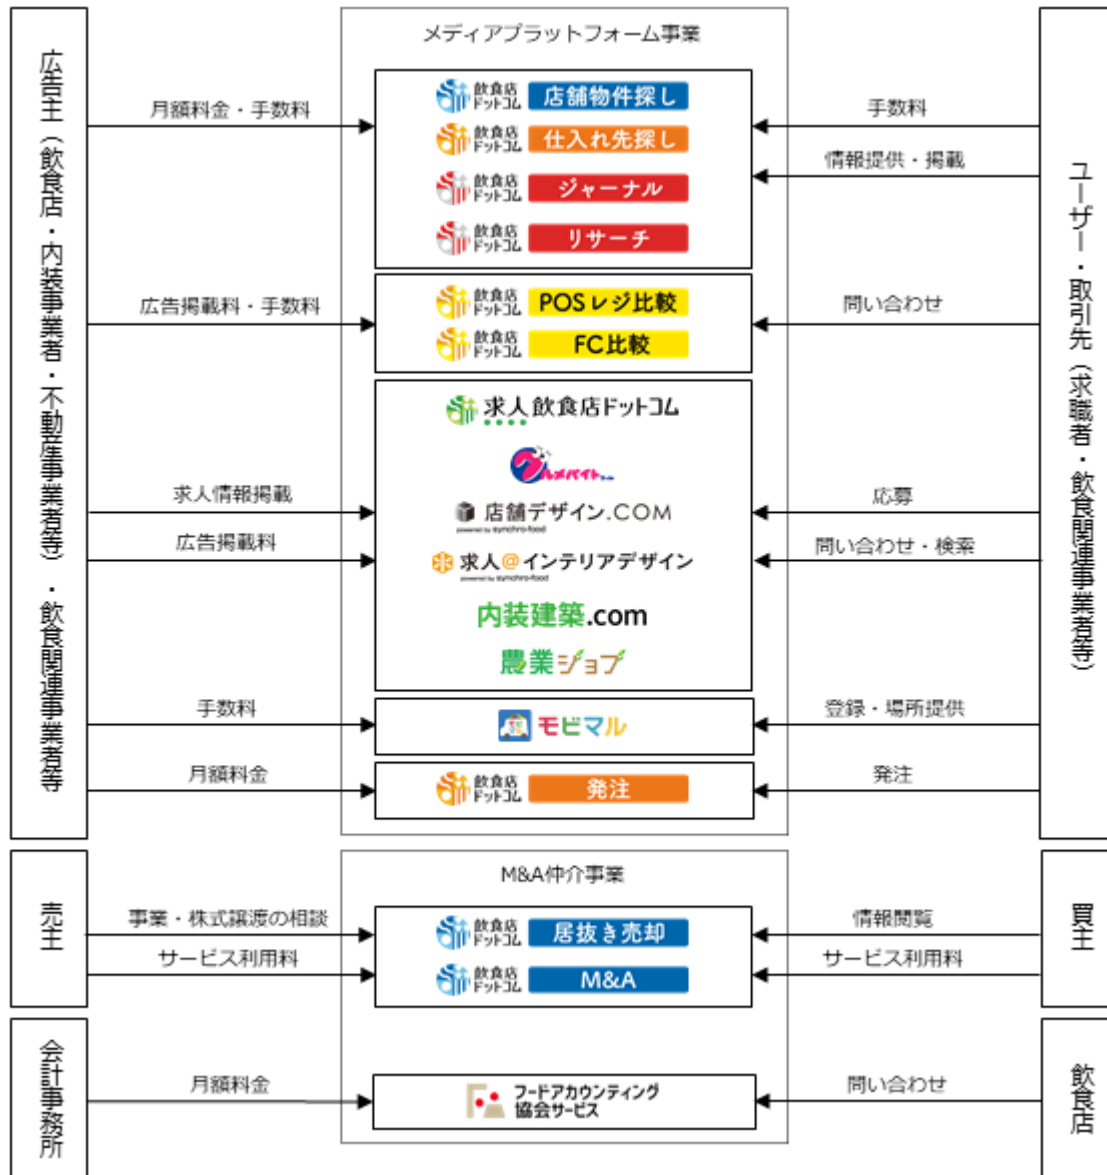 広告主（飲食店・内装事業者・不動産事業者等）・飲食関連事業者等
メディアプラットフォーム事業
ユーザー・取引先（求職者・飲食関連事業者等）
月額料金・手数料
飲食店
ドットコム
店舗物件探し
飲食店
ドットコム
仕入れ先探し
飲食店
ドットコム
ジャーナル
飲食店
ドットコム
リサーチ
手数料
情報提供・掲載
広告掲載料・手数料
飲食店
ドットコム
POSレジ比較
飲食店
ドットコム
FC比較
問い合わせ
求人飲食店ドットコム
グルメバイト
求人情報掲載
店舗デザイン.COM
powered by synchro-food
応募
広告掲載料
求人@インテリアデザイン
powered by synchro-food
問い合わせ・検索
内装建築.com
農業ジョブ
手数料
モビマル
登録・場所提供
月額料金
飲食店
ドットコム
発注
発注
売主
M&A仲介事業
買主
事業・株式譲渡の相談
飲食店
ドットコム
居抜き売却
情報閲覧
サービス利用料
飲食店
ドットコム
M&A
サービス利用料
会計事務所
月額料金
フードアカウンティング
協会サービス
問い合わせ
飲食店